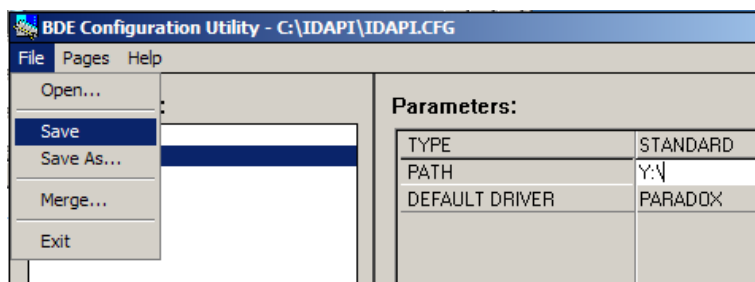 BDE Configuration Utility - C:\IDAPI\IDAPI.CFG
File Pages Help
Open...
:
Parameters:
Save
TYPE STANDARD
Save As...
PATH Y:\
Merge...
DEFAULT DRIVER PARADOX
Exit